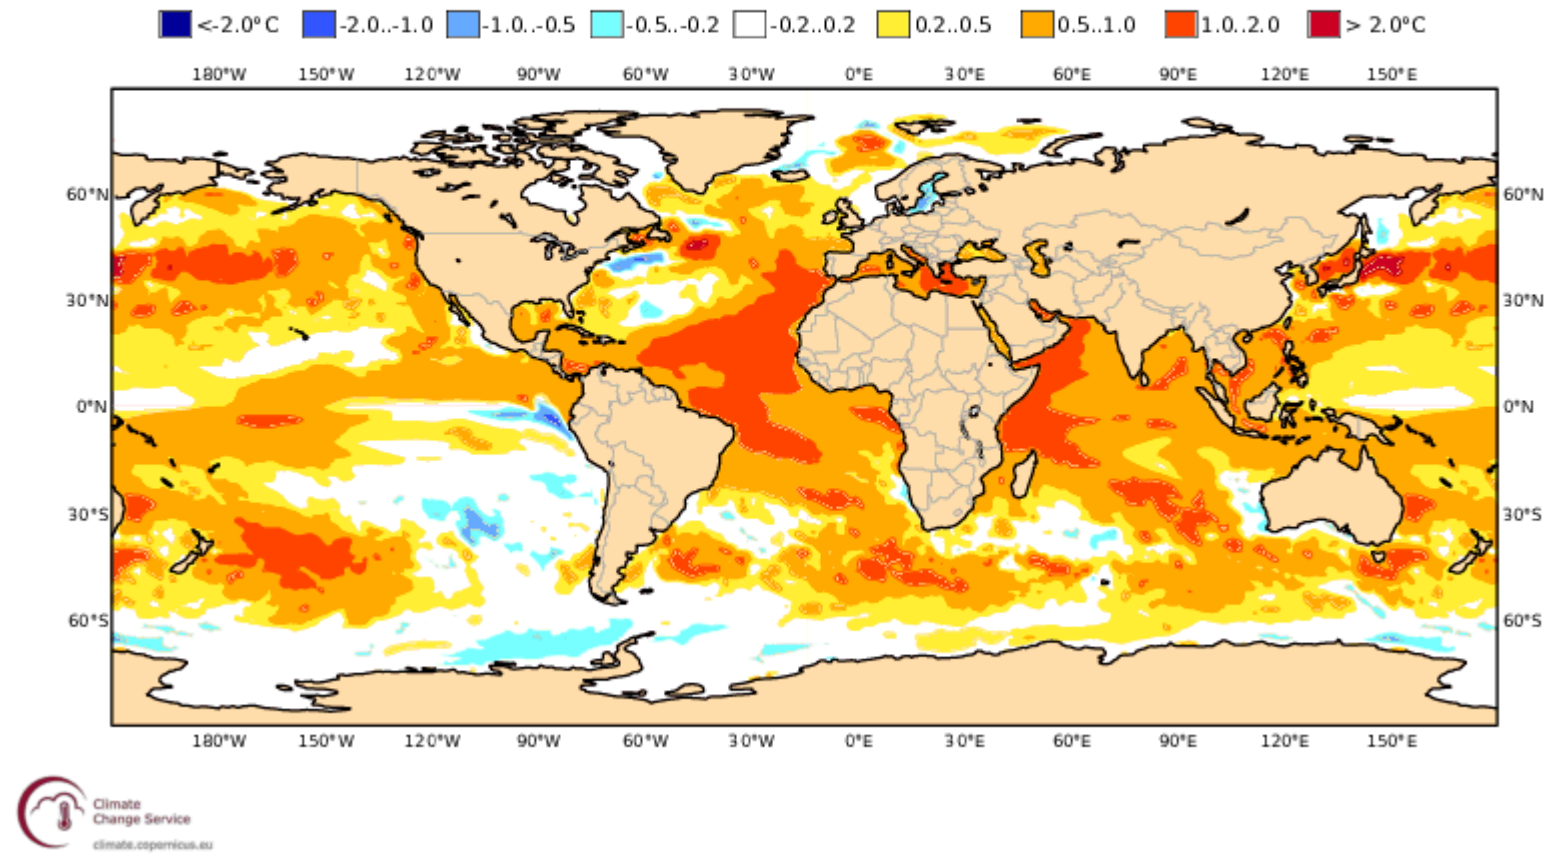 <-2.0°C -2.0..-1.0 -1.0..-0.5 -0.5..-0.2 -0.2..0.2 0.2..0.5 0.5..1.0 1.0..2.0 > 2.0°C
180°W 150°W 120°W 90°W 60°W 30°W 0°E 30°E 60°E 90°E 120°E 150°E
60°N 60°N
30°N 30°N
0°N 0°N
30°S 30°S
60°S 60°S
180°W 150°W 120°W 90°W 60°W 30°W 0°E 30°E 60°E 90°E 120°E 150°E
Climate
Change Service
climate.copernicus.eu